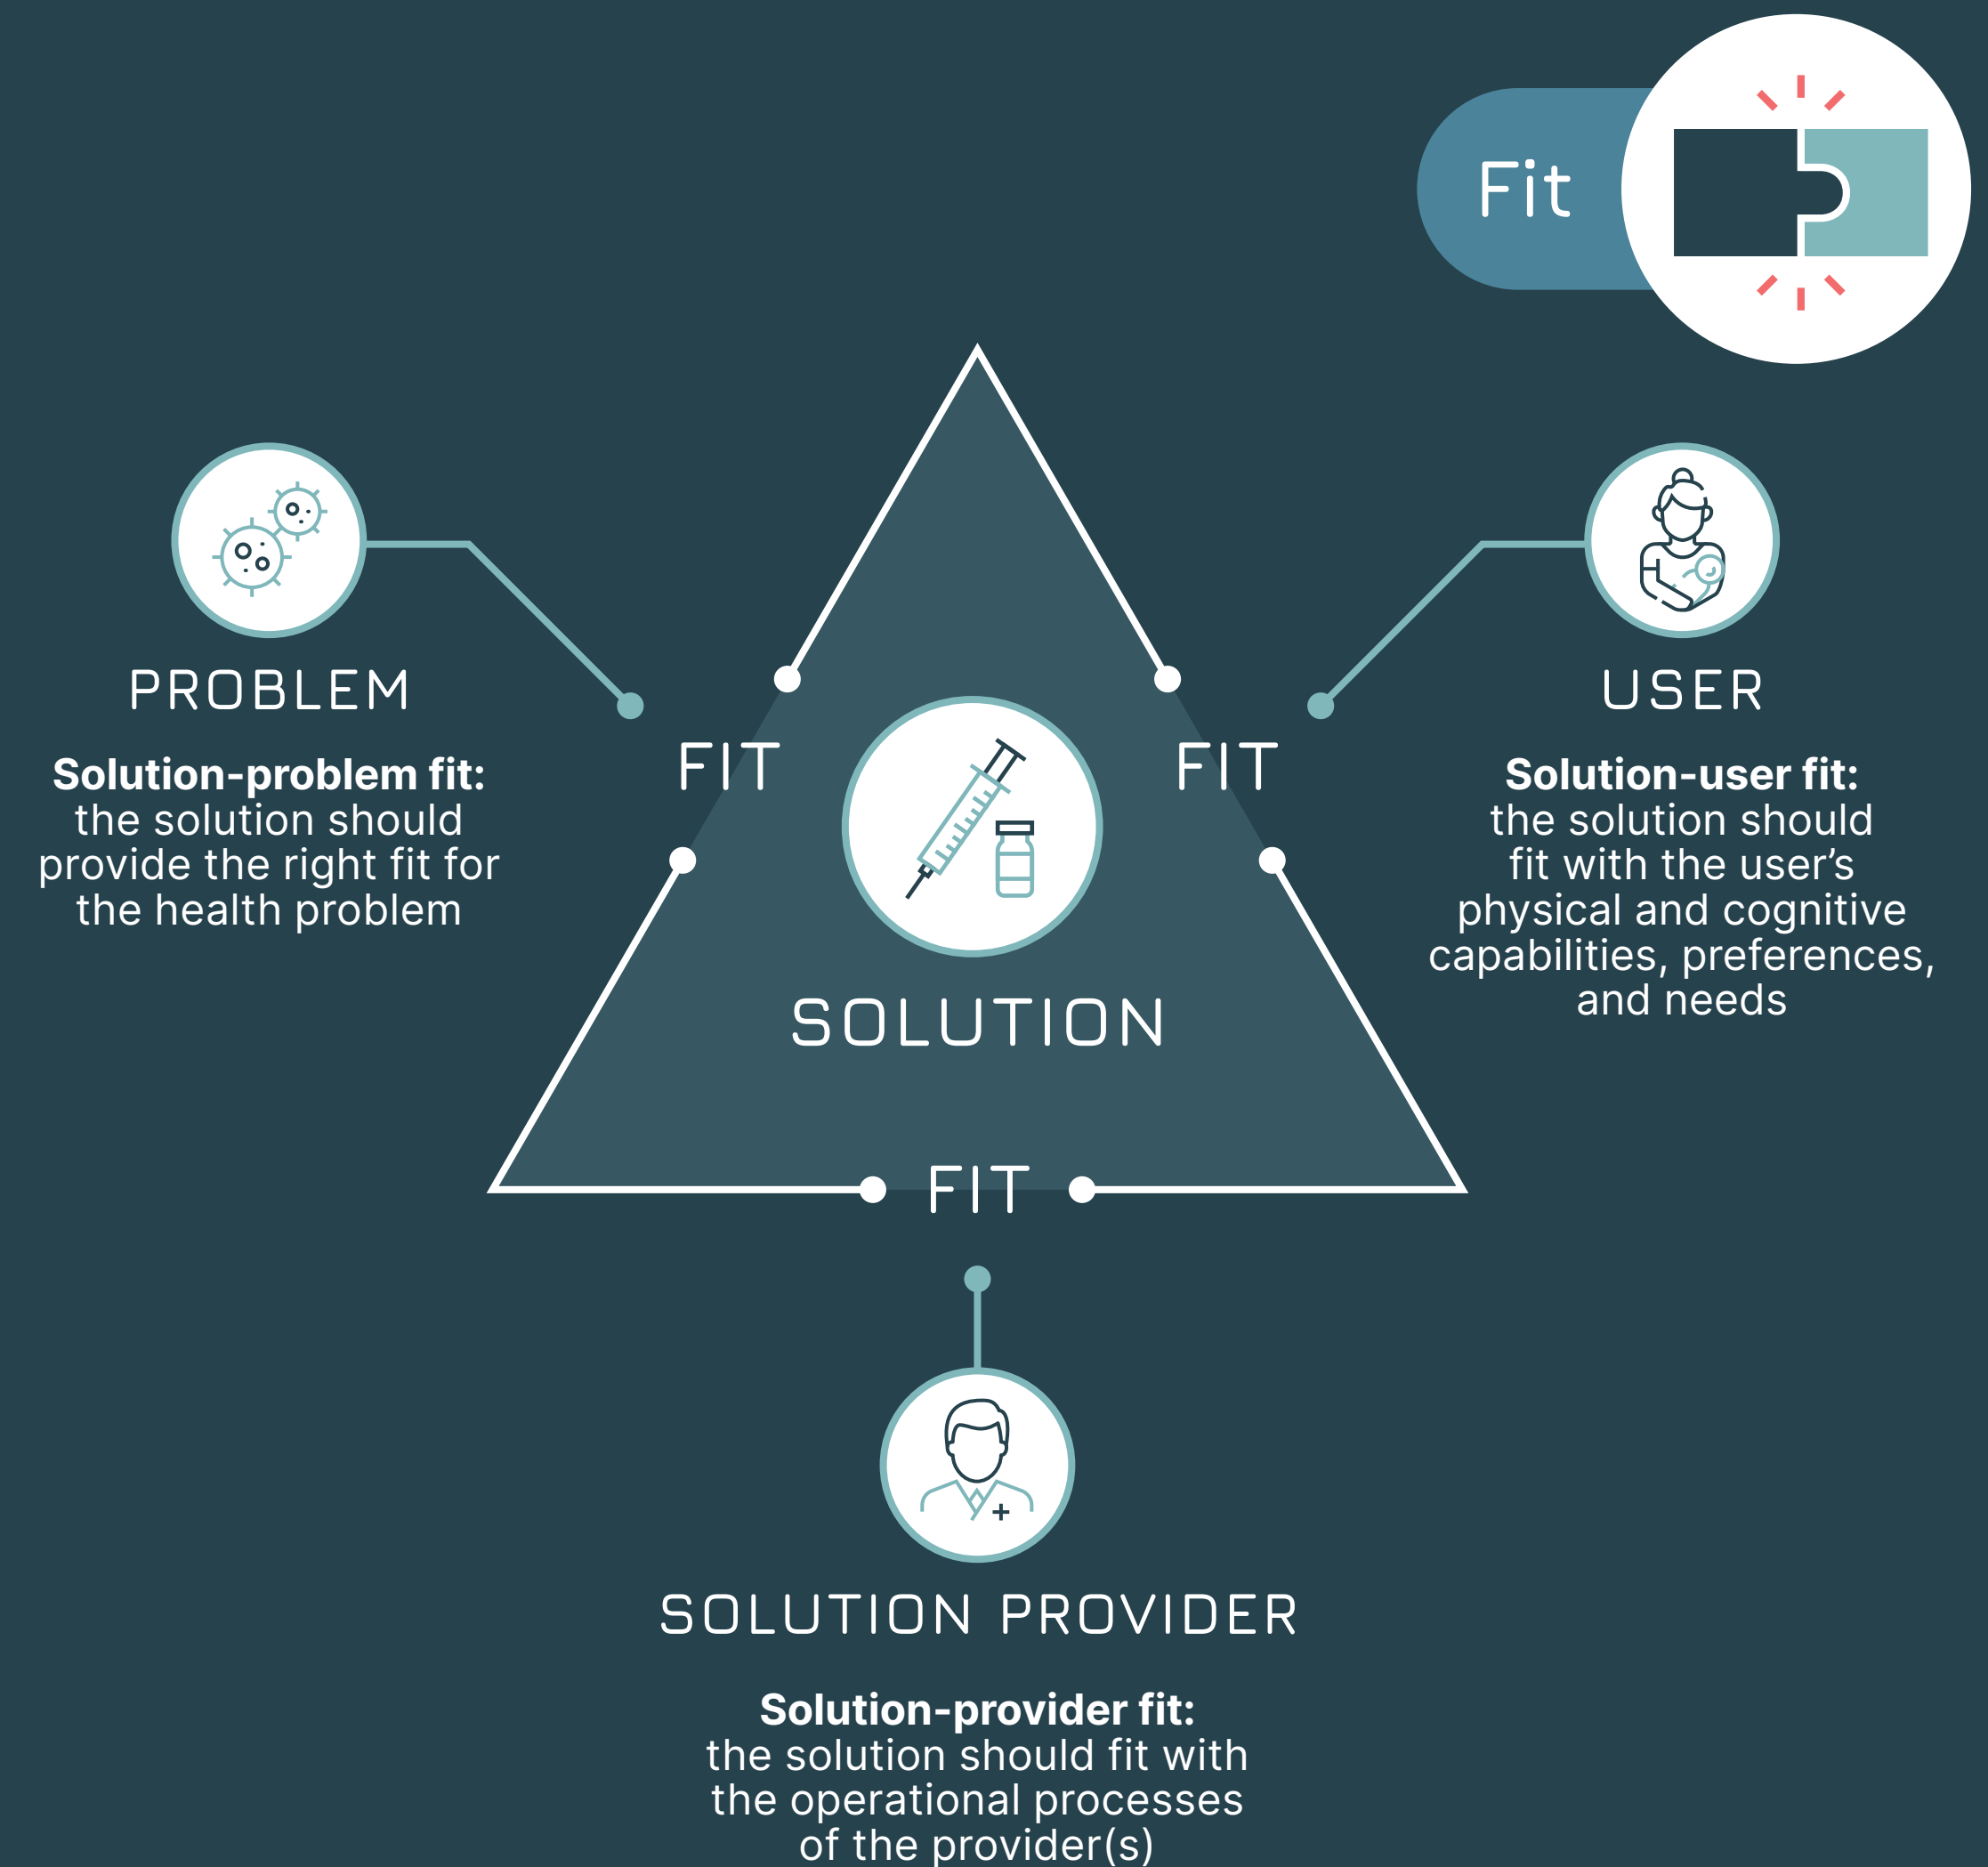 Fit
PROBLEM
Solution-problem fit:
the solution should
provide the right fit for
the health problem
USER
Solution-user fit:
the solution should
fit with the user’s
physical and cognitive
capabilities, preferences,
and needs
FIT
FIT
SOLUTION
FIT
SOLUTION PROVIDER
Solution-provider fit:
the solution should fit with
the operational processes
of the provider(s)